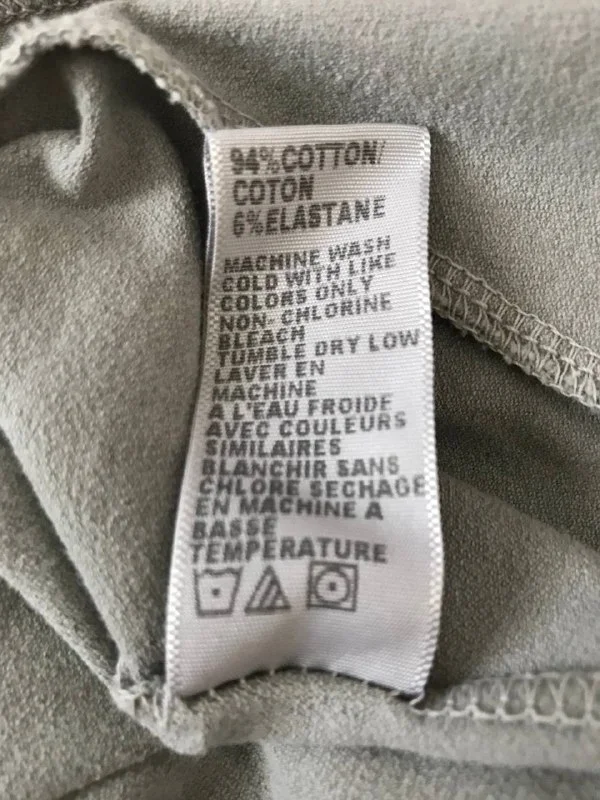 94%COTTON/
COTON
6%ELASTANE
MACHINE WASH
COLD WITH LIKE
COLORS ONLY
NON. CHLORINE
BLEACH
TUMBLE DRY LOW
LAVER EN
MACHINE
A L'EAU FROIDE
AVEC COULEURS
SIMILAIRES
BLANCHIR SANS
CHLORE SECHAGE
EN MACHINE A
BASSE
TEMPERATURE